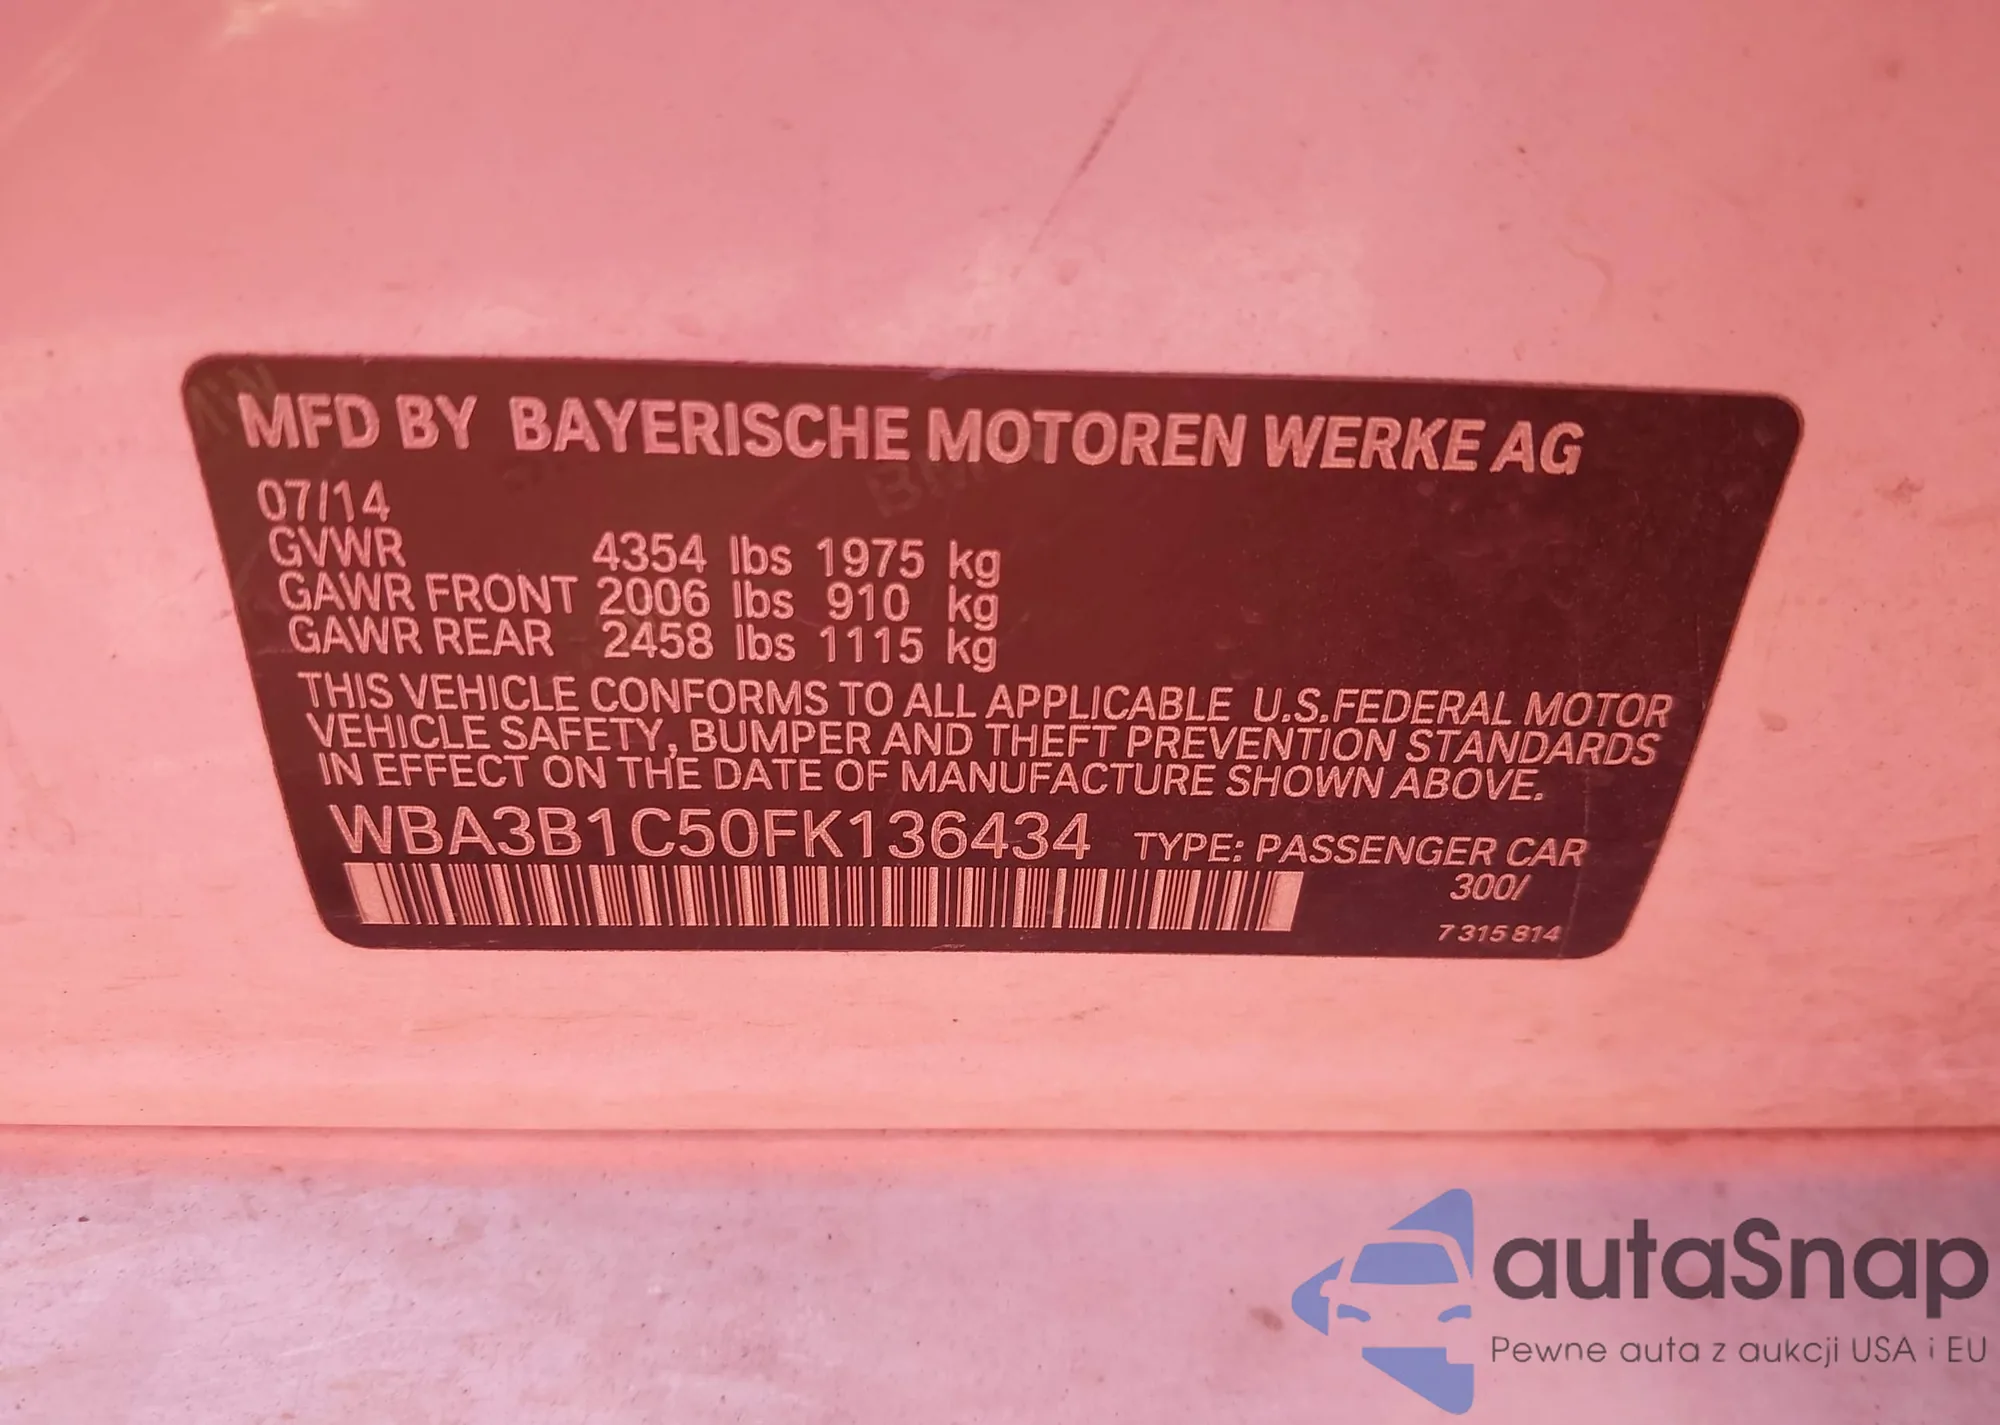 MFD BY BAYERISCHE MOTOREN WERKE AG
07/14
GVWR 4354 lbs 1975 kg
GAWR FRONT 2006 lbs 910 kg
GAWR REAR 2458 lbs 1115 kg
THIS VEHICLE CONFORMS TO ALL APPLICABLE U.S.FEDERAL MOTOR
VEHICLE SAFETY, BUMPER AND THEFT PREVENTION STANDARDS
IN EFFECT ON THE DATE OF MANUFACTURE SHOWN ABOVE.
WBA3B1C50FK136434 TYPE: PASSENGER CAR
300/
7 315 814
autaSnap
Pewne auta z aukcji USA i EU